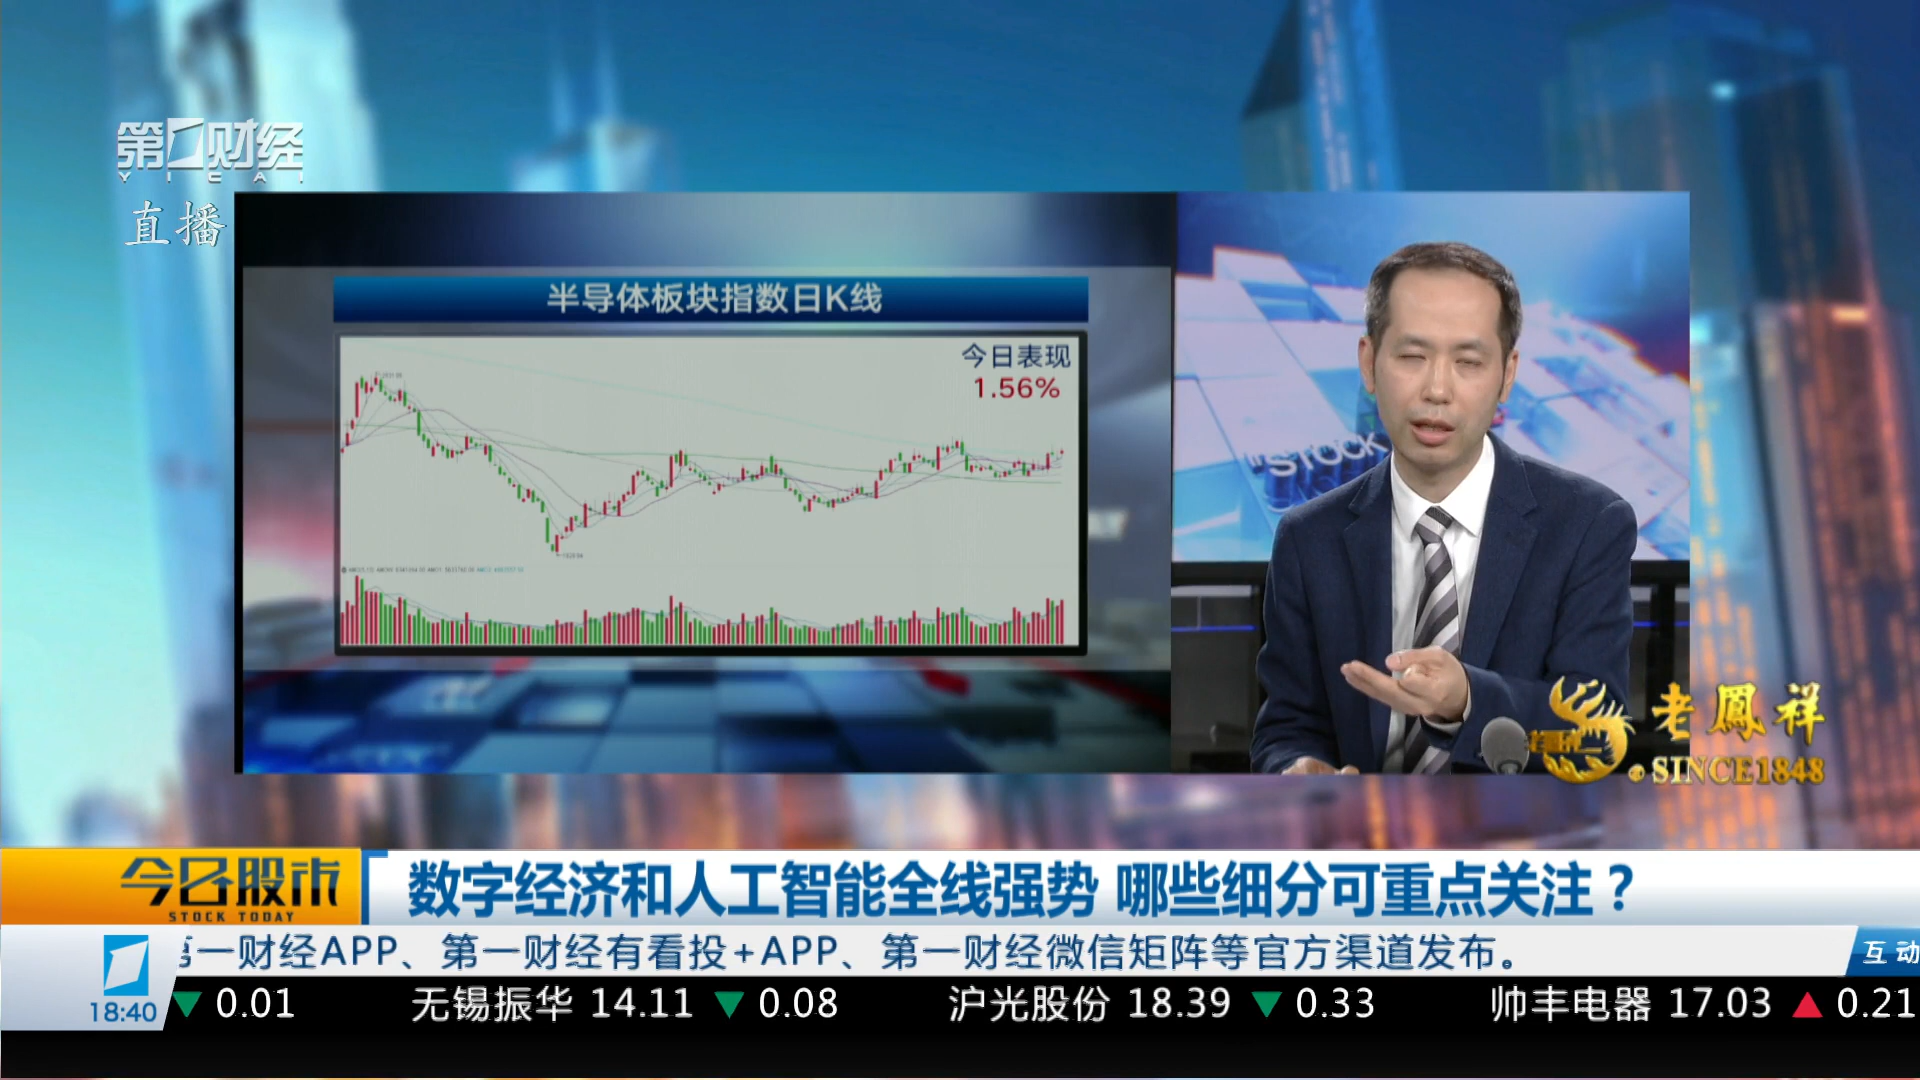 第一财经
YICAI
直播
半导体板块指数日K线
今日表现
1.56%
STOCK
老鳳祥
SINCE1848
今日股市
STOCK TODAY
数字经济和人工智能全线强势 哪些细分可重点关注？
一财经APP、第一财经有看投+APP、第一财经微信矩阵等官方渠道发布。
互动
18:40
▼ 0.01 无锡振华 14.11 ▼ 0.08 沪光股份 18.39 ▼ 0.33 帅丰电器 17.03 ▲ 0.21